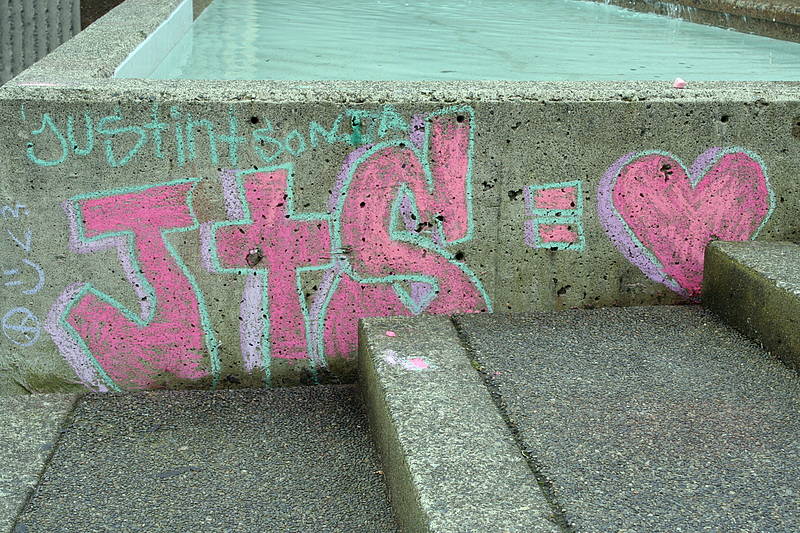 Justin + SONIA
J + S = ♥